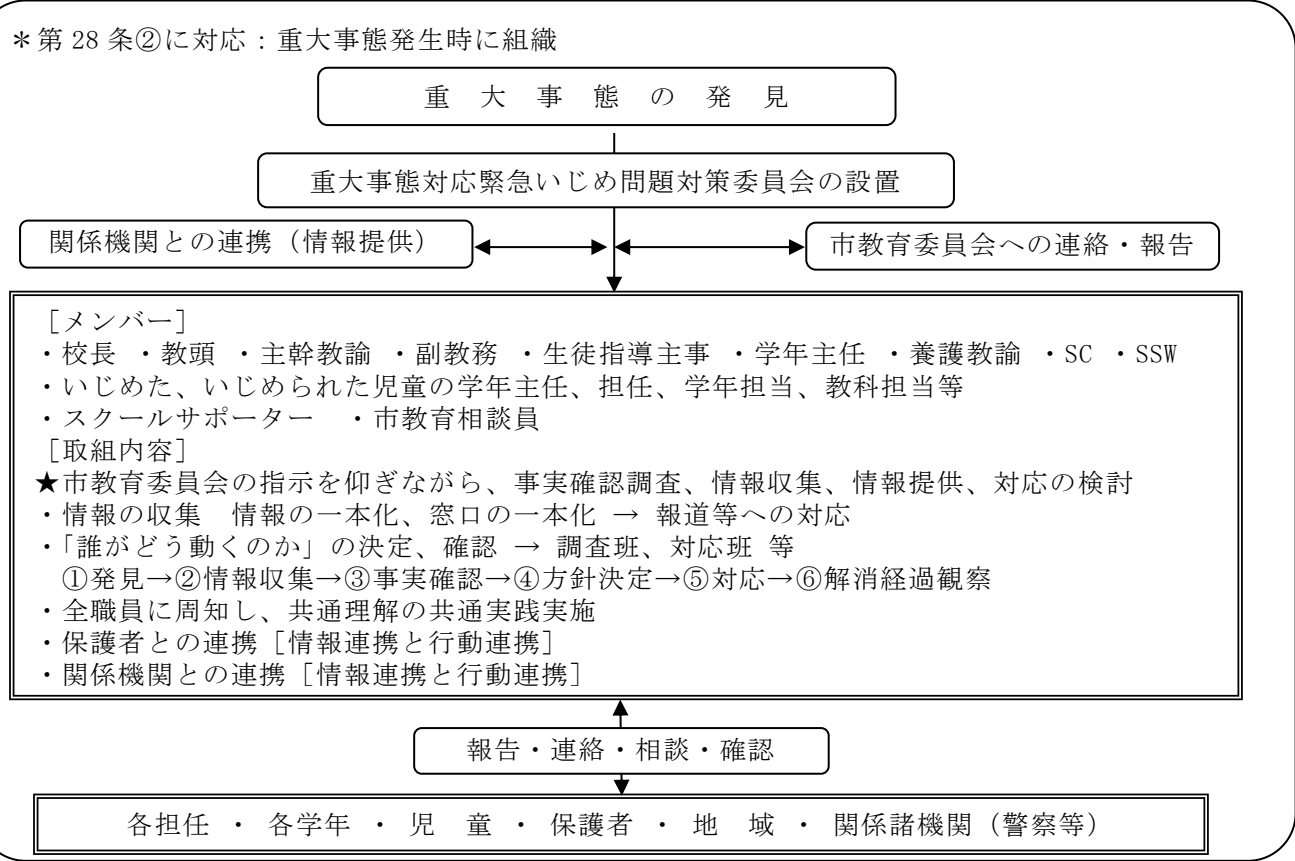 *第28条②に対応：重大事態発生時に組織
重大事態の発見
重大事態対応緊急いじめ問題対策委員会の設置
関係機関との連携（情報提供）
市教育委員会への連絡・報告
［メンバー］
・校長 ・教頭 ・主幹教諭 ・副教務 ・生徒指導主事 ・学年主任 ・養護教諭 ・SC ・SSW
・いじめた、いじめられた児童の学年主任、担任、学年担当、教科担当等
・スクールサポーター ・市教育相談員
［取組内容］
★市教育委員会の指示を仰ぎながら、事実確認調査、情報収集、情報提供、対応の検討
・情報の収集 情報の一本化、窓口の一本化 → 報道等への対応
・「誰がどう動くのか」の決定、確認 → 調査班、対応班 等
①発見→②情報収集→③事実確認→④方針決定→⑤対応→⑥解消経過観察
・全職員に周知し、共通理解の共通実践実施
・保護者との連携［情報連携と行動連携］
・関係機関との連携［情報連携と行動連携］
報告・連絡・相談・確認
各担任 ・ 各学年 ・ 児 童 ・ 保護者 ・ 地 域 ・ 関係諸機関（警察等）